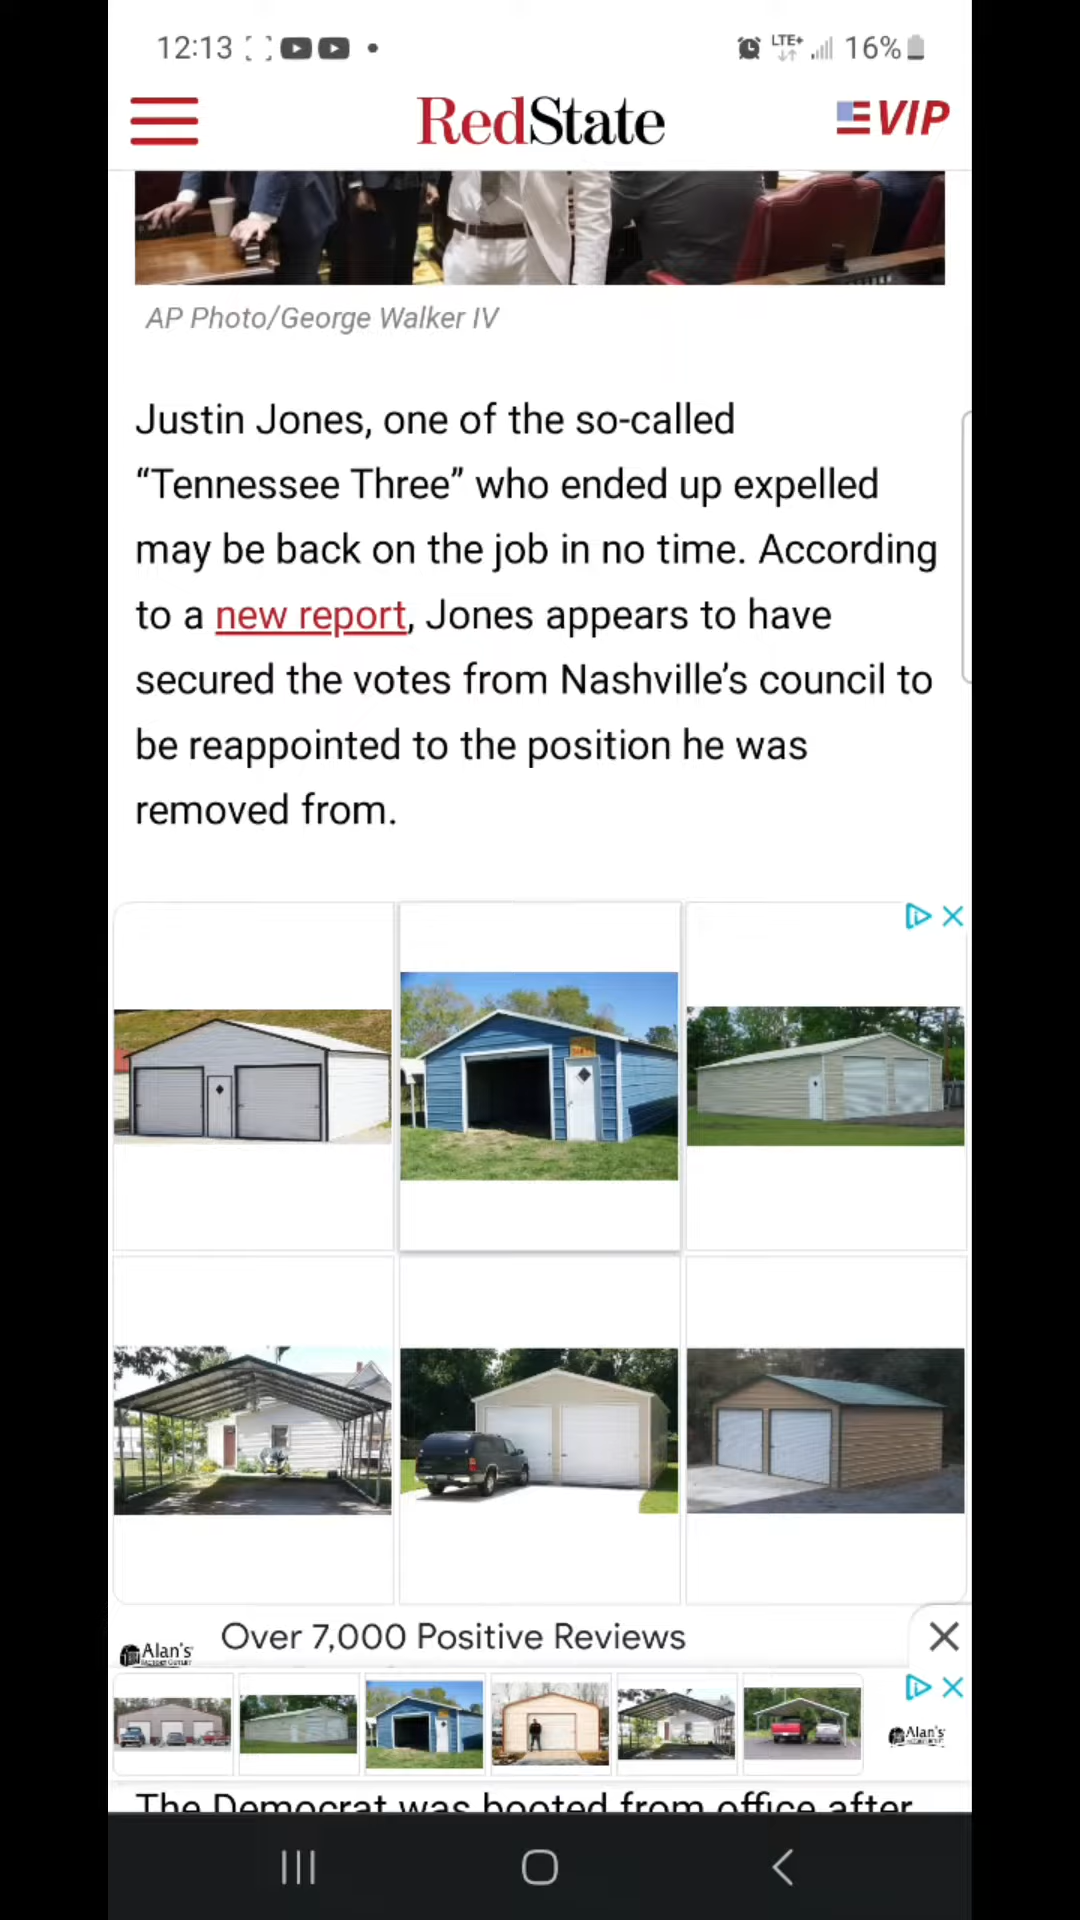 12:13
LTE+
16%
RedState
VIP
AP Photo/George Walker IV
Justin Jones, one of the so-called
“Tennessee Three” who ended up expelled
may be back on the job in no time. According
to a new report, Jones appears to have
secured the votes from Nashville’s council to
be reappointed to the position he was
removed from.
Alan's
Over 7,000 Positive Reviews
Alan's
The Democrat was booted from office after